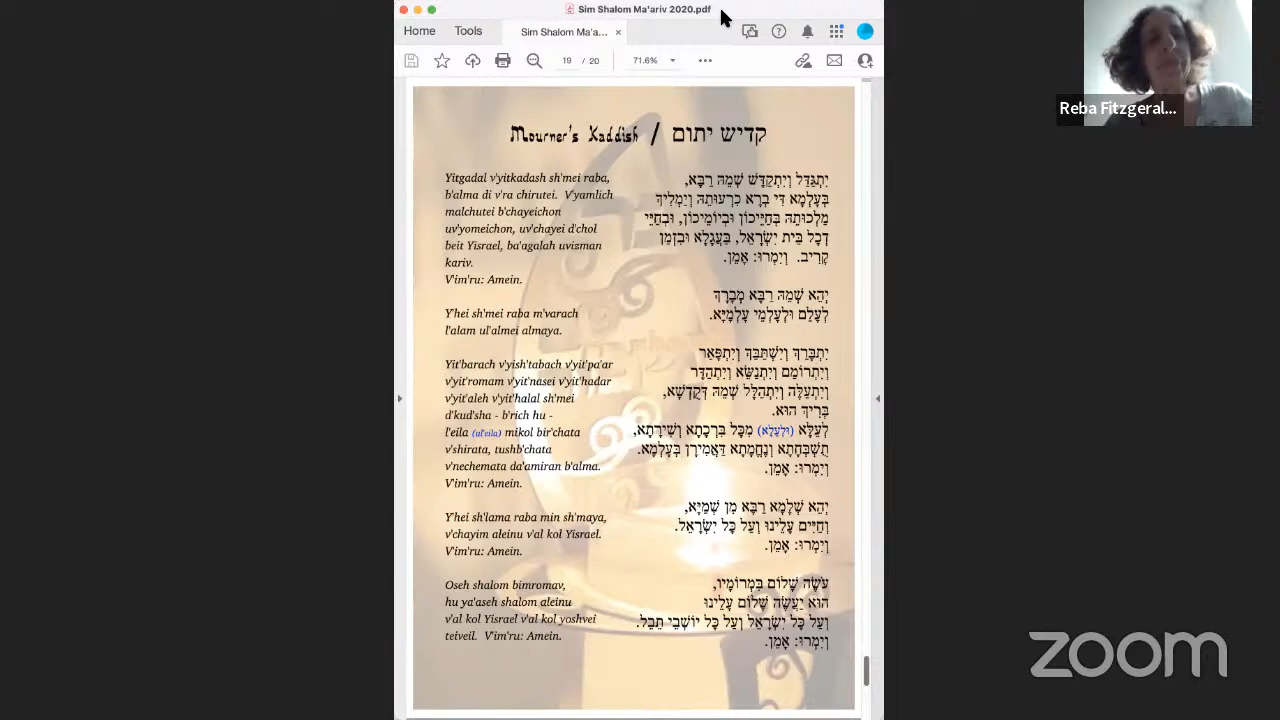 Sim Shalom Ma'ariv 2020.pdf
Home Tools Sim Shalom Ma'a... ×
19 / 20 71.6% •••
Reba Fitzgeral...
Mourner's Kaddish / קדיש יתום
Yitgadal v'yitkadash sh'mei raba,
b'alma di v'ra chirutei. V'yamlich
malchutei b'chayeichon
uv'yomeichon, uv'chayei d'chol
beit Yisrael, ba'agalah uvizman
kariv.
V'im'ru: Amein.
Y'hei sh'mei raba m'varach
l'alam ul'almei almaya.
Yit'barach v'yish'tabach v'yit'pa'ar
v'yit'romam v'yit'nasei v'yit'hadar
v'yit'aleh v'yit'halal sh'mei
d'kud'sha - b'rich hu -
l'eila (ul'eila) mikol bir'chata
v'shirata, tushb'chata
v'nechemata da'amiran b'alma.
V'im'ru: Amein.
Y'hei sh'lama raba min sh'maya,
v'chayim aleinu v'al kol Yisrael.
V'im'ru: Amein.
Oseh shalom bimromav,
hu ya'aseh shalom aleinu
v'al kol Yisrael v'al kol yoshvei
teiveil. V'im'ru: Amein.
יִתְגַּדַּל וְיִתְקַדַּשׁ שְׁמֵהּ רַבָּא,
בְּעָלְמָא דִּי בְרָא כִרְעוּתֵהּ וְיַמְלִיךְ
מַלְכוּתֵהּ בְּחַיֵּיכוֹן וּבְיוֹמֵיכוֹן, וּבְחַיֵּי
דְכָל בֵּית יִשְׂרָאֵל, בַּעֲגָלָא וּבִזְמַן
קָרִיב. וְיִמְרוּ: אָמֵן.
יְהֵא שְׁמֵהּ רַבָּא מְבָרַךְ
לְעָלַם וּלְעָלְמֵי עָלְמַיָּא.
יִתְבָּרַךְ וְיִשְׁתַּבַּךְ וְיִתְפָּאַר
וְיִתְרוֹמַם וְיִתְנַשֵּׂא וְיִתְהַדָּר
וְיִתְעַלֶּה וְיִתְהַלָּל שְׁמֵהּ דְּקֻדְשָׁא,
בְּרִיךְ הוּא.
לְעֵלָּא (וּלְעֵלָּא) מִכָּל בִּרְכָתָא וְשִׁירָתָא,
תֻּשְׁבְּחָתָא וְנֶחֱמָתָא דַּאֲמִירָן בְּעָלְמָא.
וְיִמְרוּ: אָמֵן.
יְהֵא שְׁלָמָא רַבָּא מִן שְׁמַיָּא,
וְחַיִּים עָלֵינוּ וְעַל כָּל יִשְׂרָאֵל.
וְיִמְרוּ: אָמֵן.
עֹשֶׂה שָׁלוֹם בִּמְרוֹמָיו,
הוּא יַעֲשֶׂה שָׁלוֹם עָלֵינוּ
וְעַל כָּל יִשְׂרָאֵל וְעַל כָּל יוֹשְׁבֵי תֵבֵל.
וְיִמְרוּ: אָמֵן.
zoom